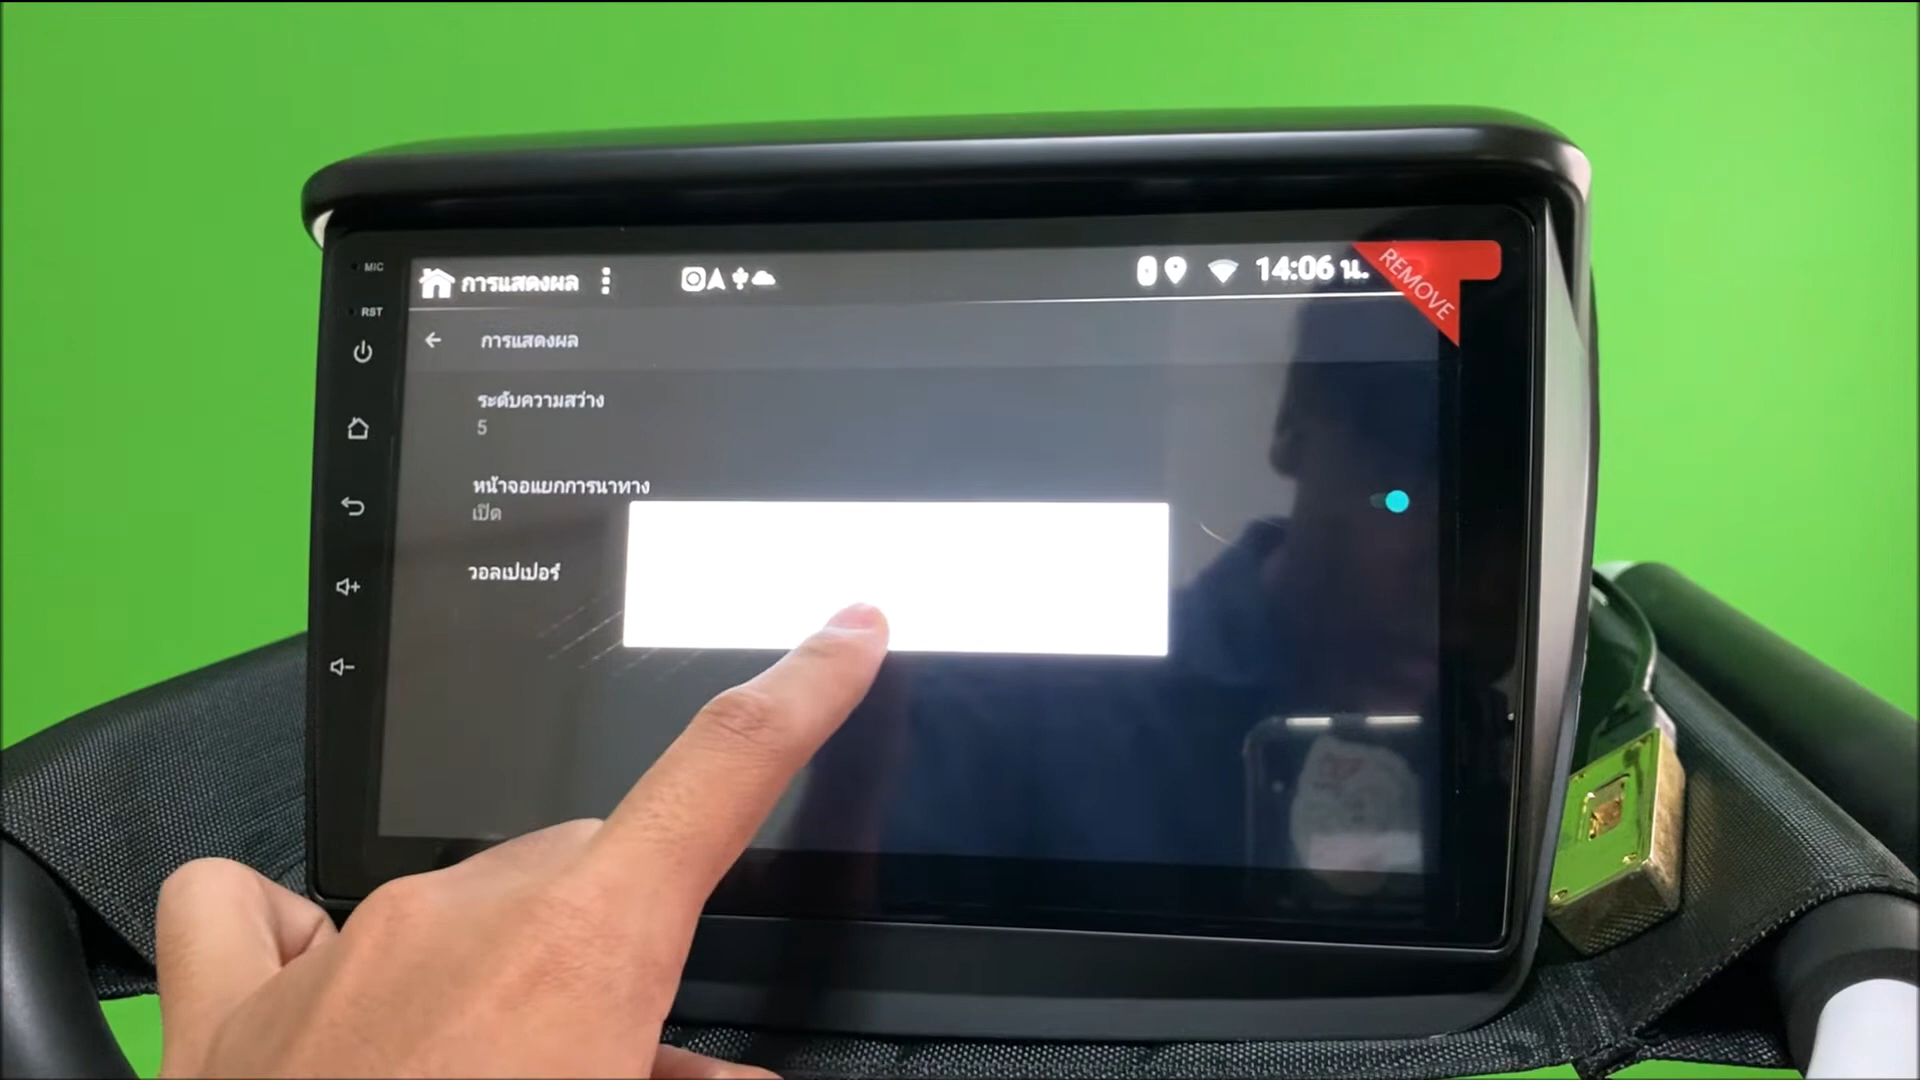 MIC
RST
การแสดงผล
14:06 น.
REMOVE
การแสดงผล
ระดับความสว่าง
5
หน้าจอแยกการนำทาง
เปิด
วอลเปเปอร์